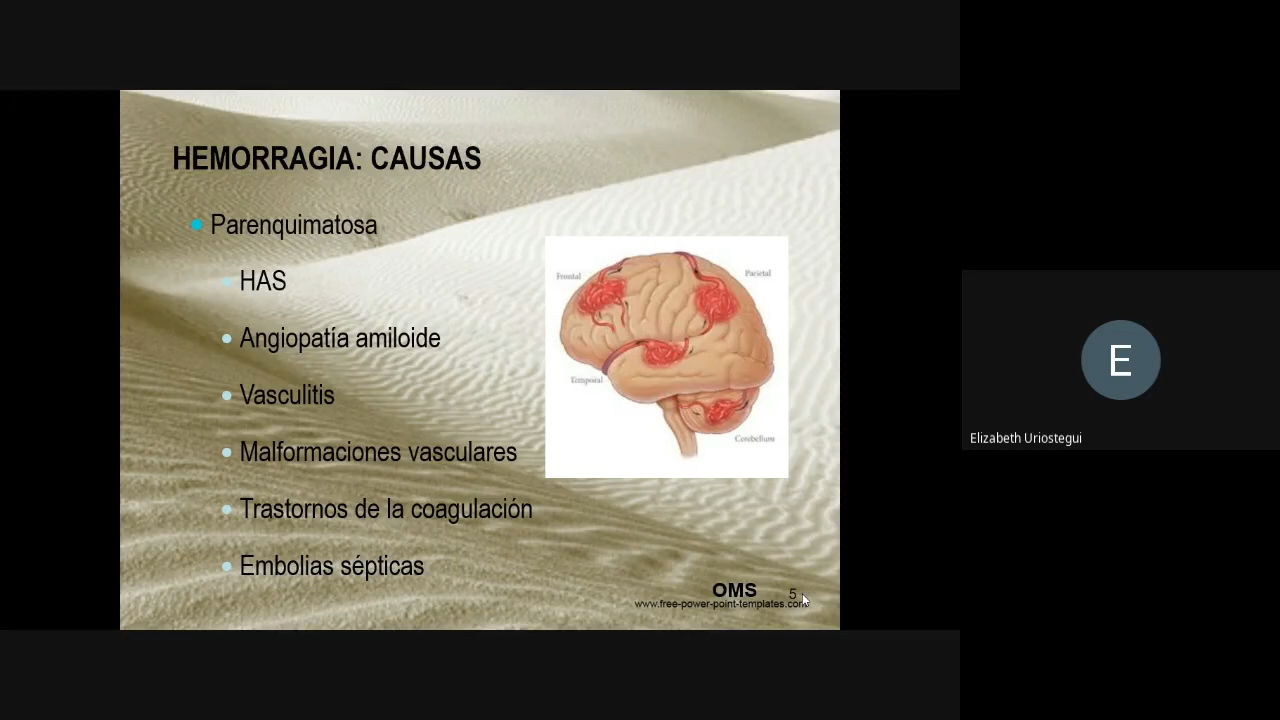 HEMORRAGIA: CAUSAS
Parenquimatosa
HAS
Angiopatía amiloide
Vasculitis
Malformaciones vasculares
Trastornos de la coagulación
Embolias sépticas
Frontal
Parietal
Temporal
Cerebellum
OMS
5
www.free-power-point-templates.com
E
Elizabeth Uriostegui